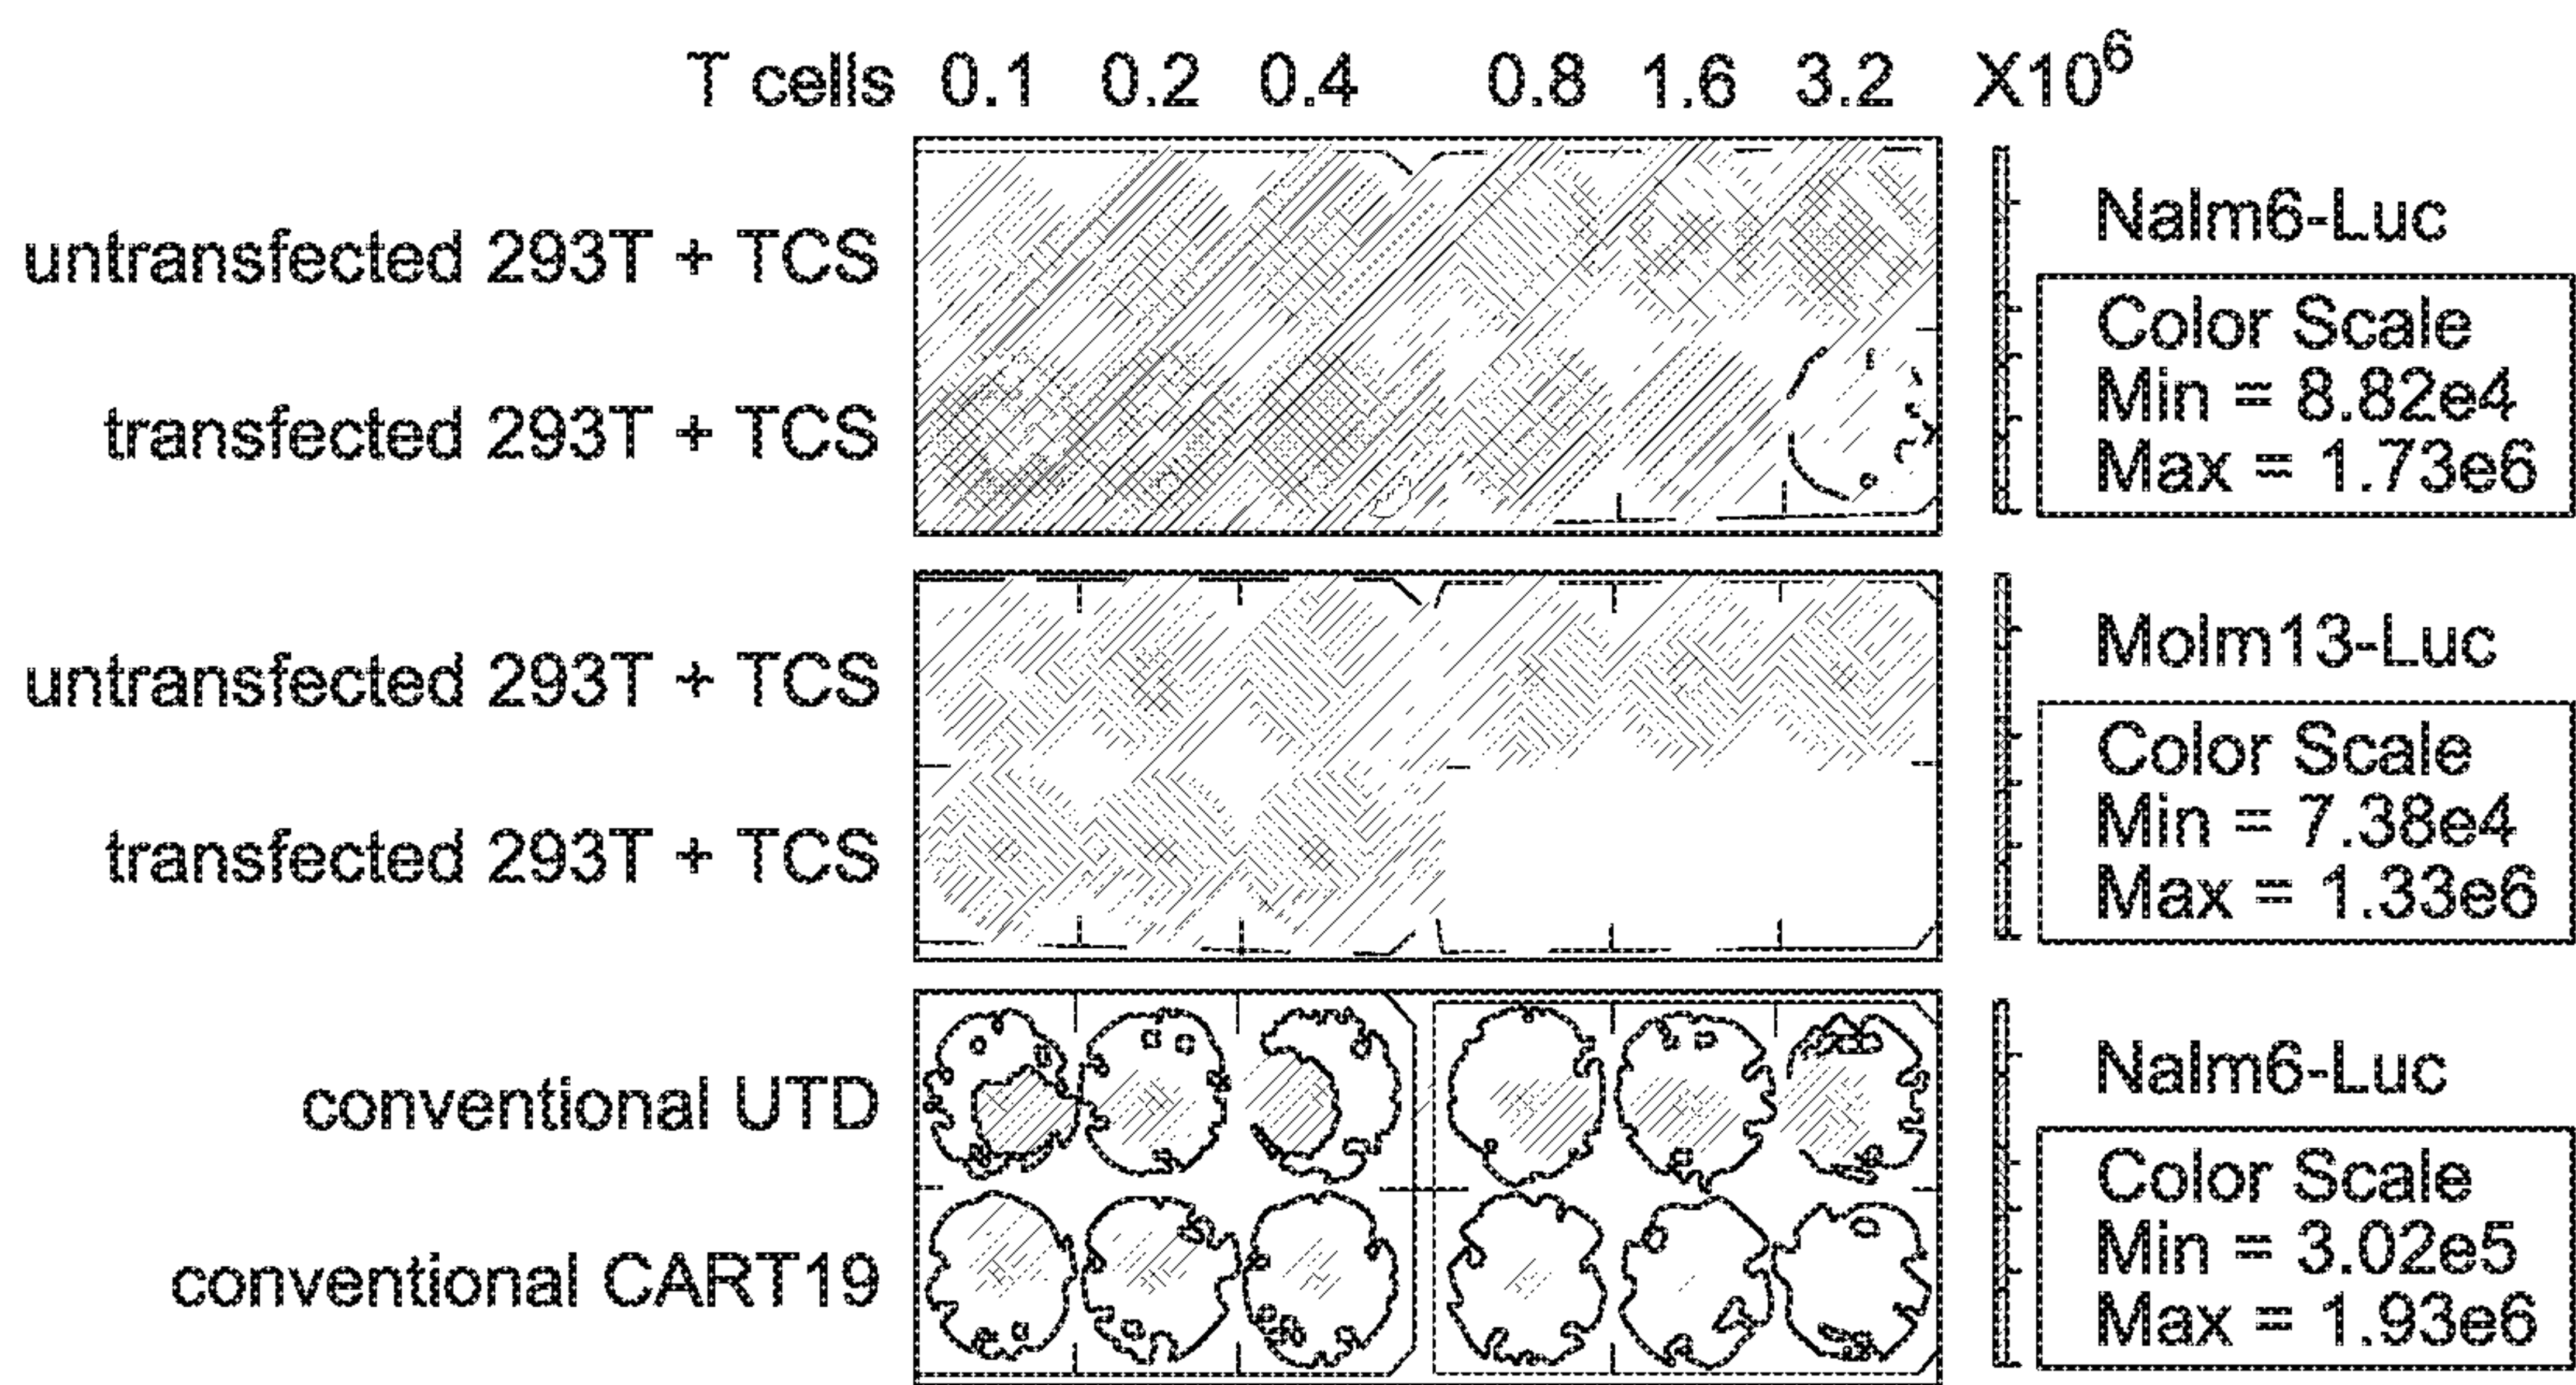 T cells 0.1 0.2 0.4 0.8 1.6 3.2 X10⁶
untransfected 293T + TCS
transfected 293T + TCS
Nalm6-Luc
Color Scale
Min = 8.82e4
Max = 1.73e6
untransfected 293T + TCS
transfected 293T + TCS
Molm13-Luc
Color Scale
Min = 7.38e4
Max = 1.33e6
conventional UTD
conventional CART19
Nalm6-Luc
Color Scale
Min = 3.02e5
Max = 1.93e6